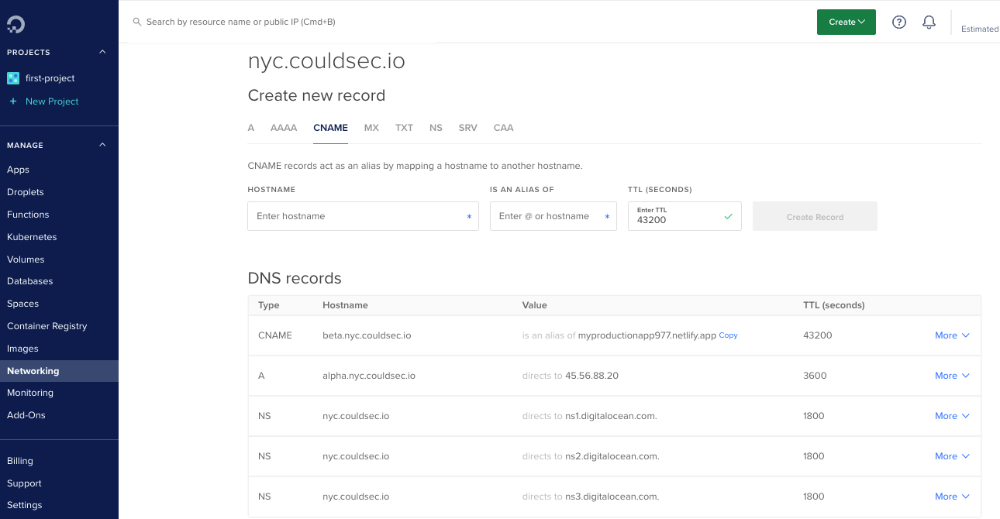 Search by resource name or public IP (Cmd+B)
Create
?
Estimated
PROJECTS
first-project
+ New Project
MANAGE
Apps
Droplets
Functions
Kubernetes
Volumes
Databases
Spaces
Container Registry
Images
Networking
Monitoring
Add-Ons
Billing
Support
Settings
nyc.couldsec.io
Create new record
A AAAA CNAME MX TXT NS SRV CAA
CNAME records act as an alias by mapping a hostname to another hostname.
HOSTNAME IS AN ALIAS OF TTL (SECONDS)
Enter hostname * Enter @ or hostname * Enter TTL
43200 Create Record
DNS records
Type Hostname Value TTL (seconds)
CNAME beta.nyc.couldsec.io is an alias of myproductionapp977.netlify.app Copy 43200 More
A alpha.nyc.couldsec.io directs to 45.56.88.20 3600 More
NS nyc.couldsec.io directs to ns1.digitalocean.com. 1800 More
NS nyc.couldsec.io directs to ns2.digitalocean.com. 1800 More
NS nyc.couldsec.io directs to ns3.digitalocean.com. 1800 More